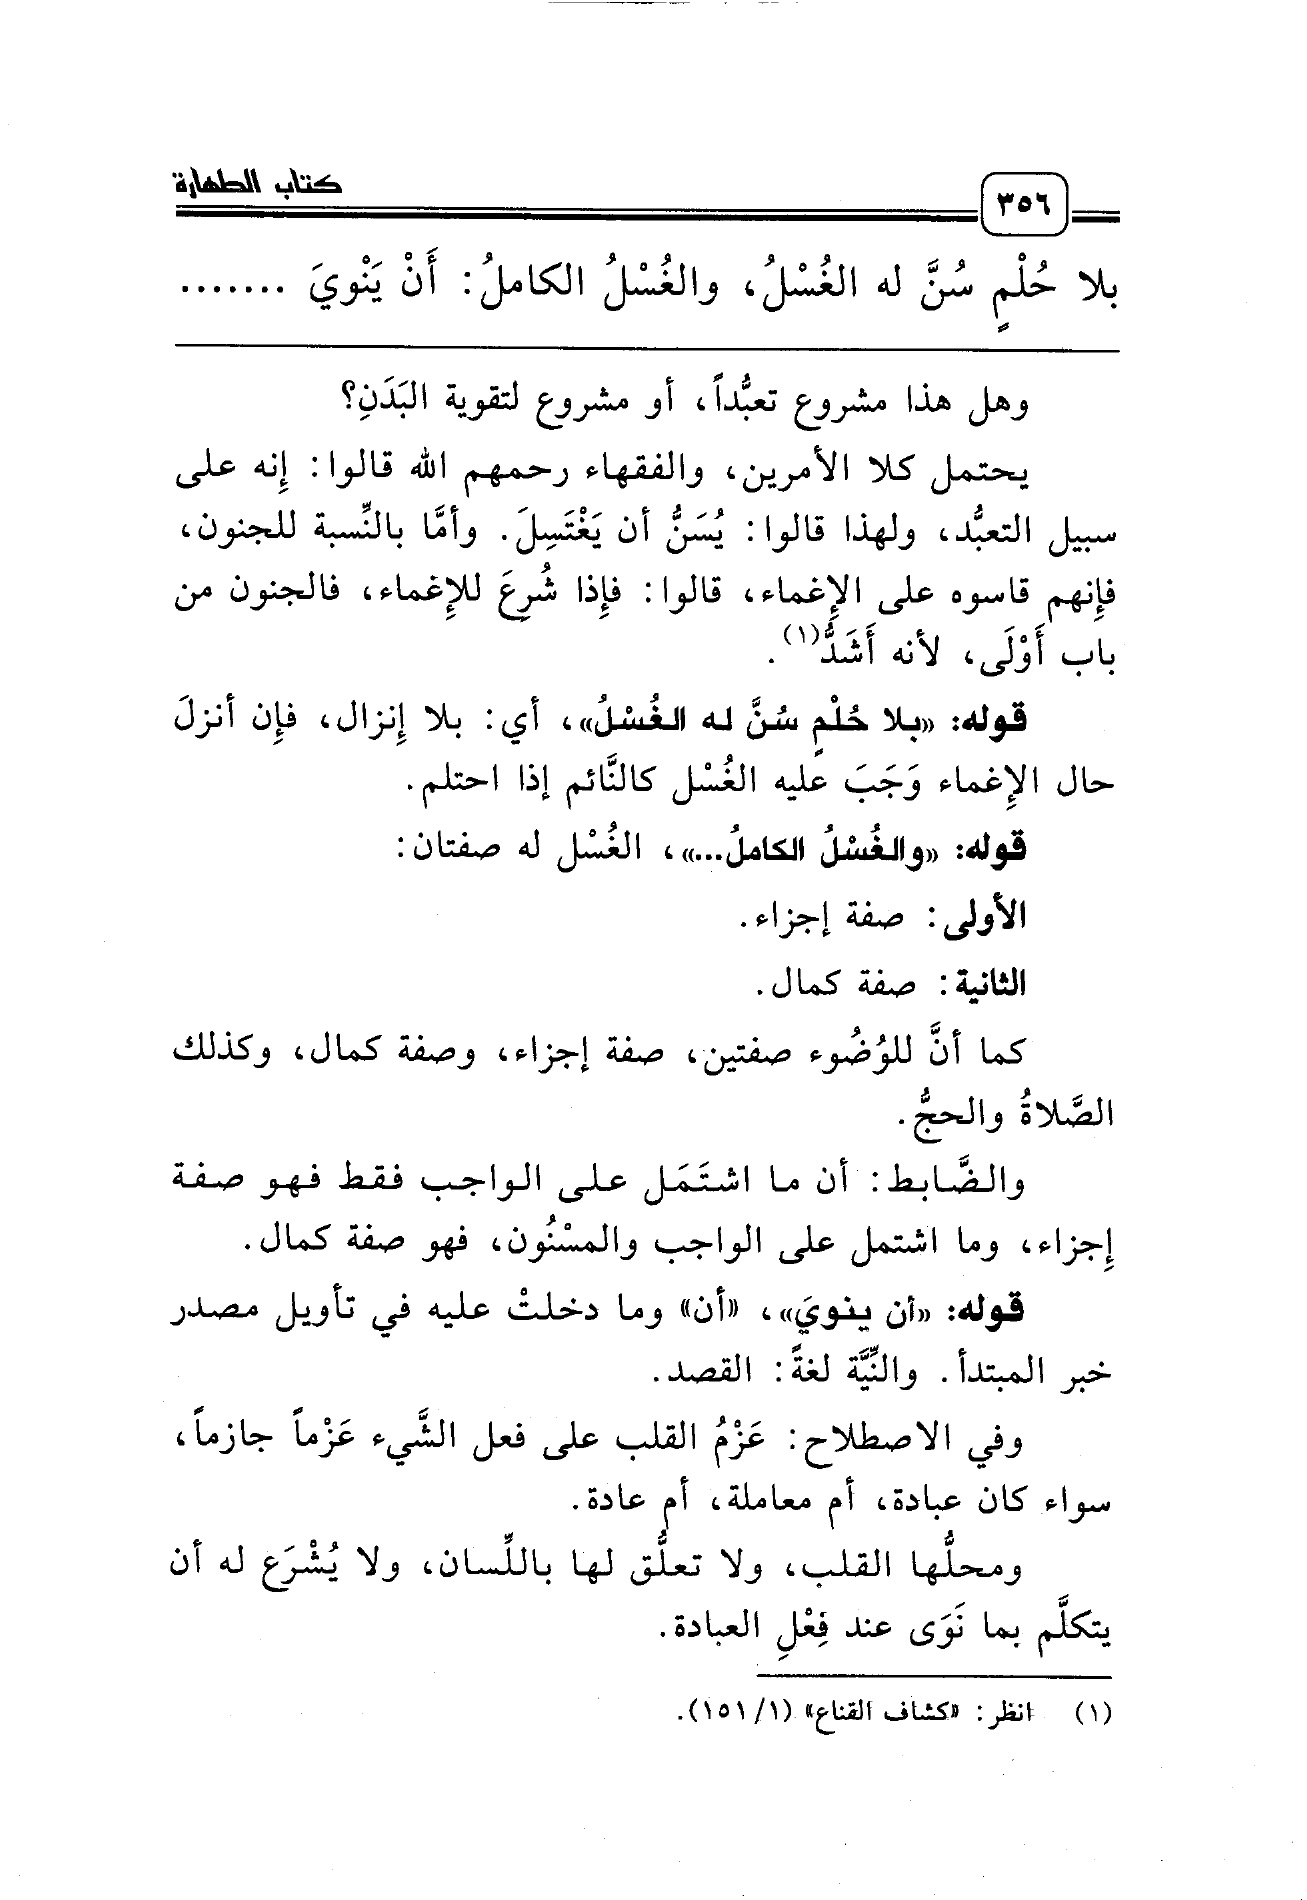 كتاب الطهارة
٣٥٦
بلا حُلْمٍ سُنَّ له الغُسْلُ، والغُسْلُ الكاملُ: أَنْ يَنْويَ .......
وهل هذا مشروع تعبُّداً، أو مشروع لتقوية البَدَنِ؟
يحتمل كلا الأمرين، والفقهاء رحمهم الله قالوا: إنه على
سبيل التعبُّد، ولهذا قالوا: يُسَنُّ أن يَغْتَسِلَ. وأمَّا بالنِّسبة للجنون،
فإنهم قاسوه على الإغماء، قالوا: فإذا شُرِعَ للإغماء، فالجنون من
باب أَوْلَى، لأنه أَشَدُّ(١).
قوله: «بلا حُلْمٍ سُنَّ له الغُسْلُ»، أي: بلا إنزال، فإن أنزلَ
حال الإغماء وَجَبَ عليه الغُسْل كالنَّائم إذا احتلم.
قوله: «والغُسْلُ الكاملُ...»، الغُسْل له صفتان:
الأولى: صفة إجزاء.
الثانية: صفة كمال.
كما أنَّ للوُضُوء صفتين، صفة إجزاء، وصفة كمال، وكذلك
الصَّلاةُ والحجُّ.
والضَّابط: أن ما اشتَمَل على الواجب فقط فهو صفة
إجزاء، وما اشتمل على الواجب والمسْنُون، فهو صفة كمال.
قوله: «أن ينويَ»، «أن» وما دخلتْ عليه في تأويل مصدر
خبر المبتدأ. والنِّيَّة لغةً: القصد.
وفي الاصطلاح: عَزْمُ القلب على فعل الشَّيء عَزْماً جازماً،
سواء كان عبادة، أم معاملة، أم عادة.
ومحلُّها القلب، ولا تعلُّق لها باللِّسان، ولا يُشْرَع له أن
يتكلَّم بما نَوَى عند فِعْلِ العبادة.
(١) انظر: «كشاف القناع» (١/ ١٥١).